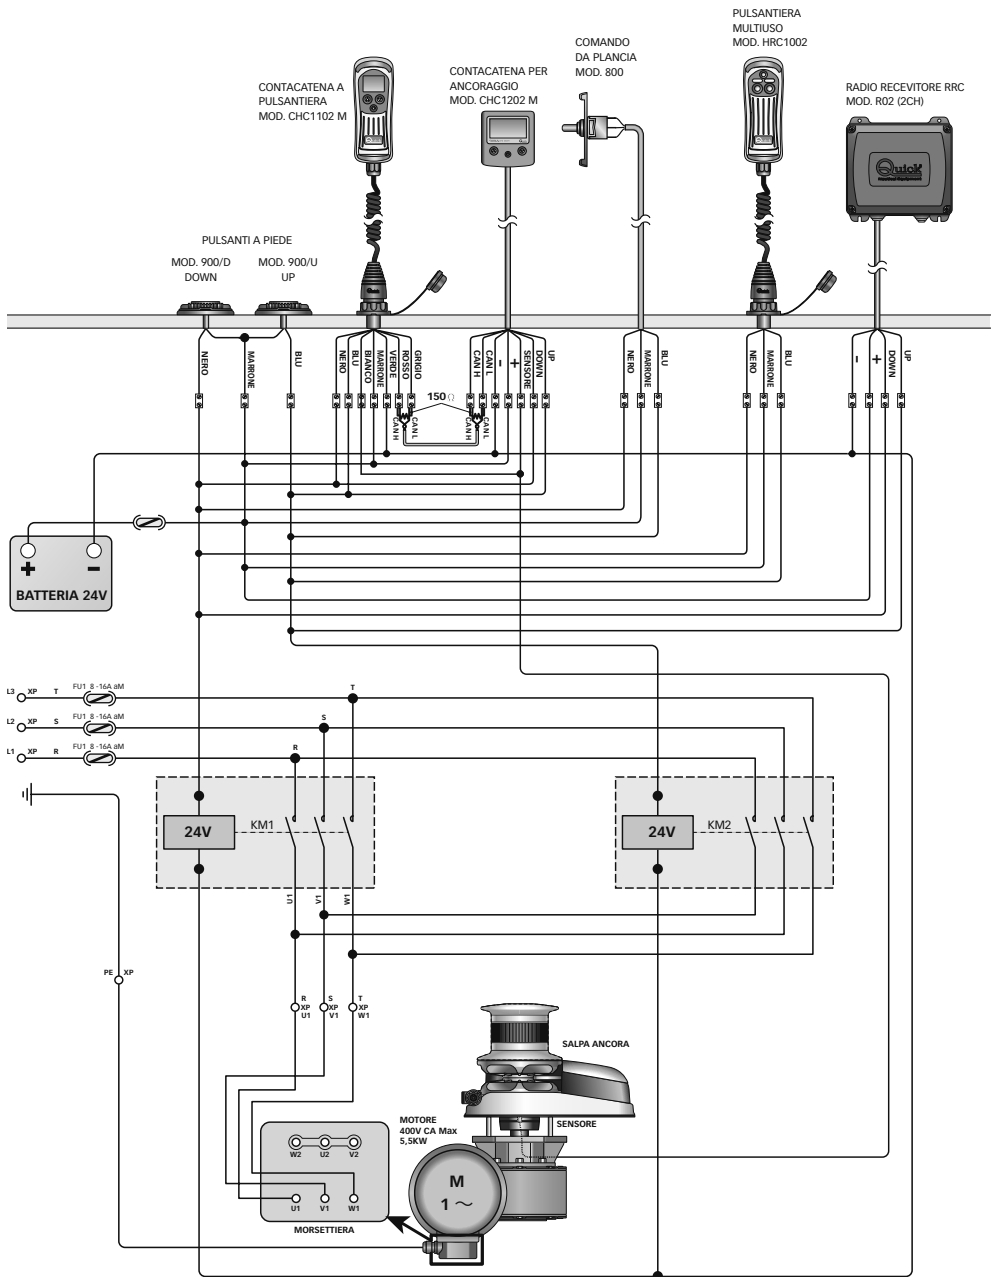 PULSANTIERA
MULTIUSO
MOD. HRC1002
COMANDO
DA PLANCIA
MOD. 800
CONTACATENA PER
ANCORAGGIO
MOD. CHC1202 M
CONTACATENA A
PULSANTIERA
MOD. CHC1102 M
RADIO RECEVITORE RRC
MOD. R02 (2CH)
Quick
Nautical Equipment
PULSANTI A PIEDE
MOD. 900/D
DOWN
MOD. 900/U
UP
NERO
MARRONE
BLU
NERO
BLU
BIANCO
MARRONE
VERDE
ROSSO
GRIGIO
CAN H
CAN L
-
+
SENSORE
DOWN
UP
NERO
MARRONE
BLU
NERO
MARRONE
BLU
-
+
DOWN
UP
150 Ω
CAN H
CAN L
CAN H
CAN L
+
-
BATTERIA 24V
L3 XP T FU1 8 -16A aM T
L2 XP S FU1 8 -16A aM S
L1 XP R FU1 8 -16A aM R
24V KM1
24V KM2
U1
V1
W1
PE XP
R
XP
U1
S
XP
V1
T
XP
W1
SALPA ANCORA
SENSORE
MOTORE
400V CA Max
5,5KW
W2 U2 V2
U1 V1 W1
MORSETTIERA
M
1 ~